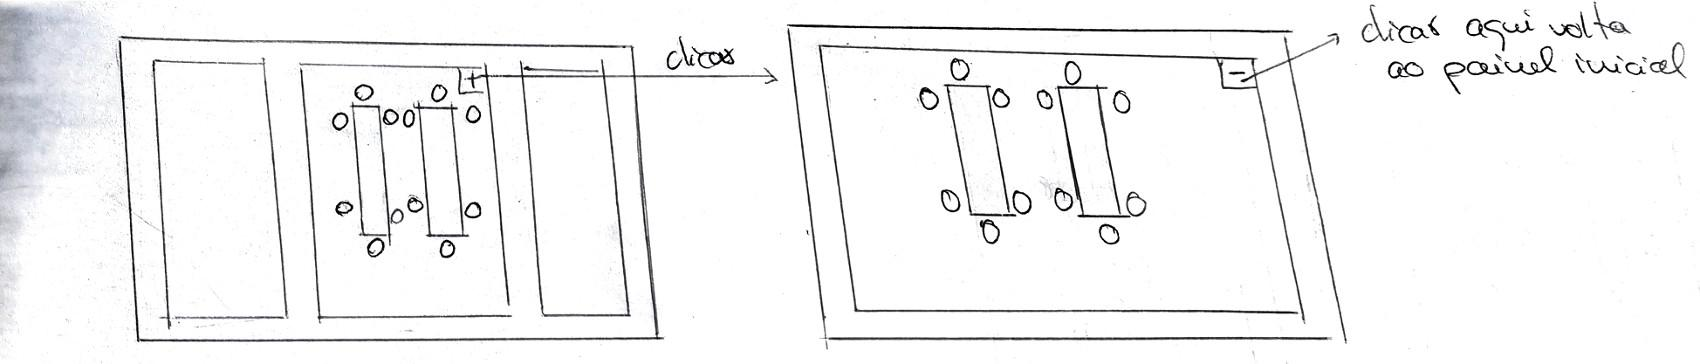 +
clicar
-
clicar aqui volta
ao painel inicial